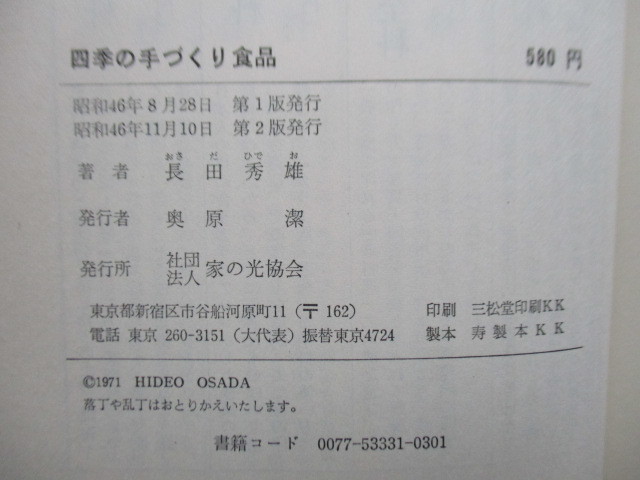 四季の手づくり食品 580 円
昭和46年8月28日 第1版発行
昭和46年11月10日 第2版発行
おさ だ ひで お
著者 長田秀雄
発行者 奥原 潔
発行所 社団法人 家の光協会
東京都新宿区市谷船河原町11（〒162） 印刷 三松堂印刷KK
電話 東京 260-3151（大代表）振替東京4724 製本 寿製本KK
©1971 HIDEO OSADA
落丁や乱丁はおとりかえいたします。
書籍コード 0077-53331-0301